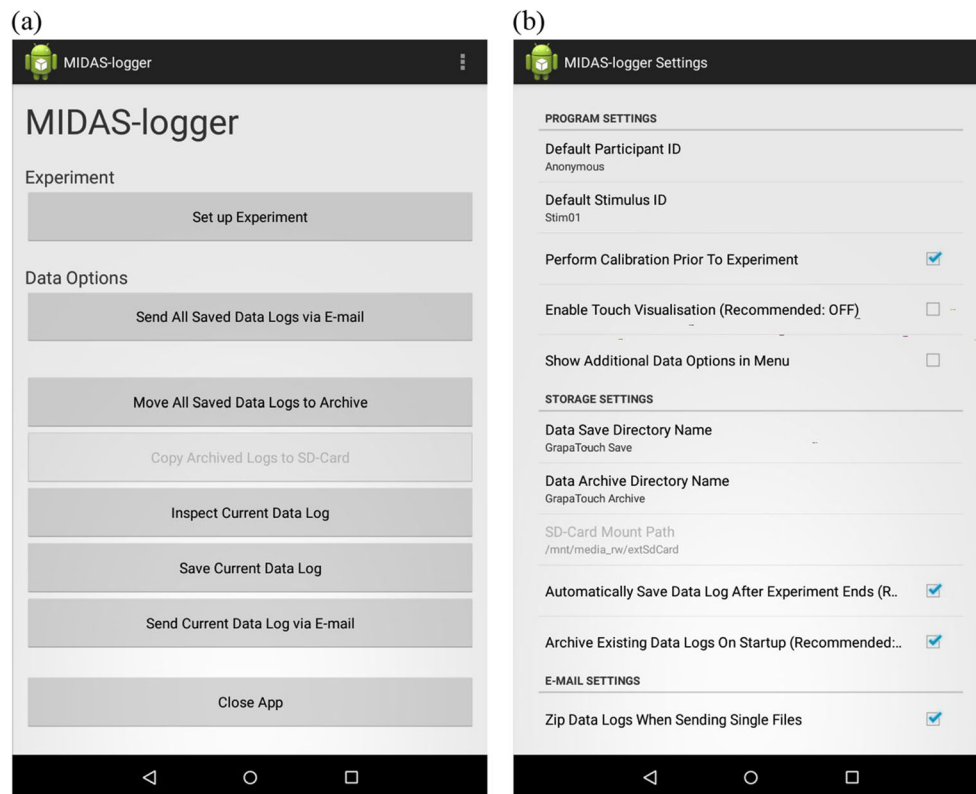 (a)
MIDAS-logger
MIDAS-logger
Experiment
Set up Experiment
Data Options
Send All Saved Data Logs via E-mail
Move All Saved Data Logs to Archive
Copy Archived Logs to SD-Card
Inspect Current Data Log
Save Current Data Log
Send Current Data Log via E-mail
Close App
(b)
MIDAS-logger Settings
PROGRAM SETTINGS
Default Participant ID
Anonymous
Default Stimulus ID
Stim01
Perform Calibration Prior To Experiment
Enable Touch Visualisation (Recommended: OFF)
Show Additional Data Options in Menu
STORAGE SETTINGS
Data Save Directory Name
GrapaTouch Save
Data Archive Directory Name
GrapaTouch Archive
SD-Card Mount Path
/mnt/media_rw/extSdCard
Automatically Save Data Log After Experiment Ends (R..
Archive Existing Data Logs On Startup (Recommended:..
E-MAIL SETTINGS
Zip Data Logs When Sending Single Files